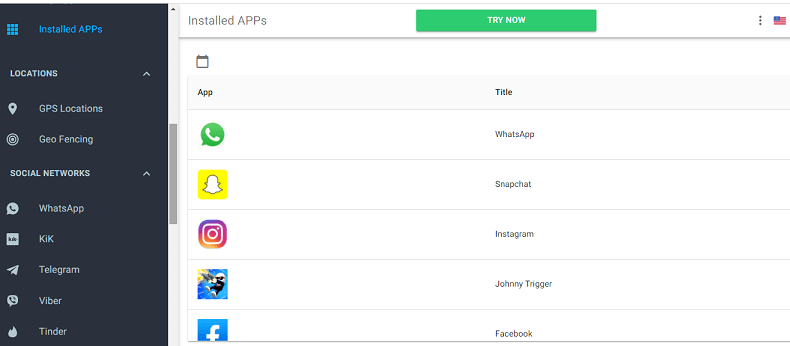 Installed APPs
LOCATIONS
GPS Locations
Geo Fencing
SOCIAL NETWORKS
WhatsApp
KiK
Telegram
Viber
Tinder
Installed APPs
TRY NOW
App Title
WhatsApp
Snapchat
Instagram
Johnny Trigger
Facebook